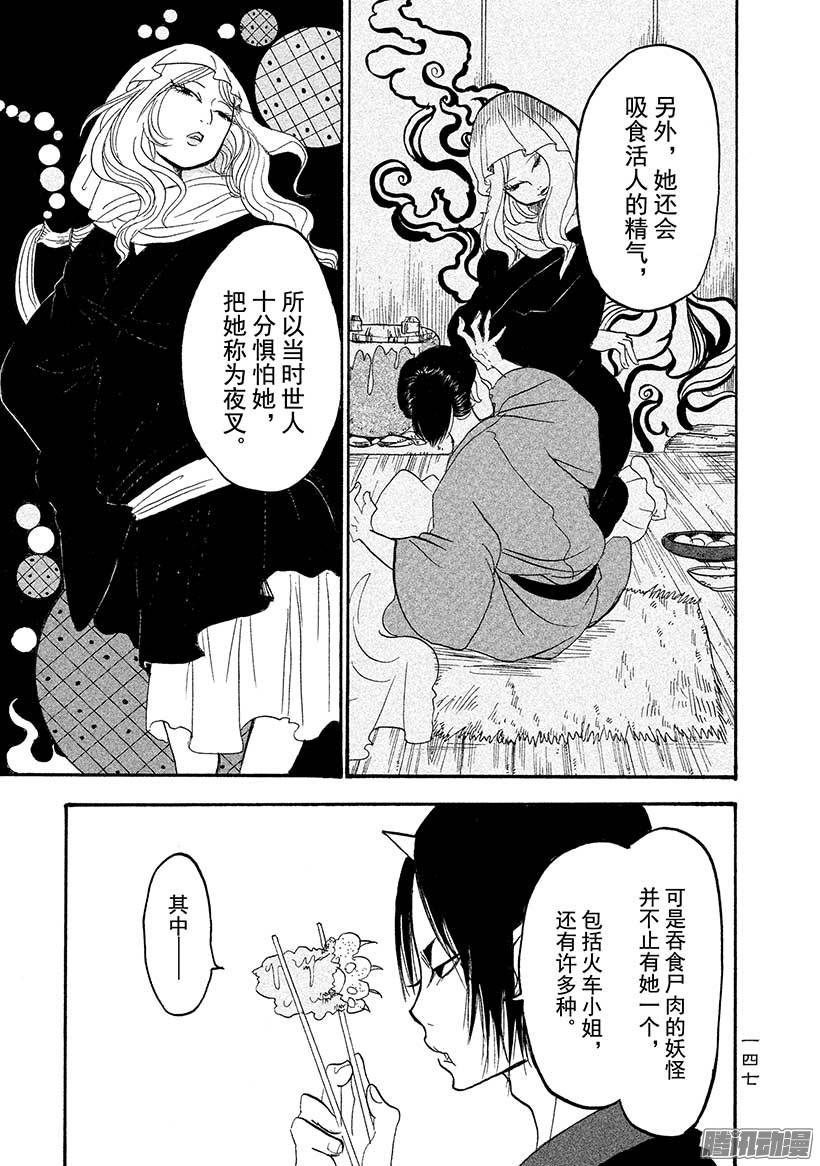 另外，她还会
吸食活人的精气，
所以当时世人
十分惧怕她，
把她称为夜叉。
可是吞食尸肉的妖怪
并不止有她一个，
包括火车小姐，
还有许多种。
其中——
一四七
腾讯动漫